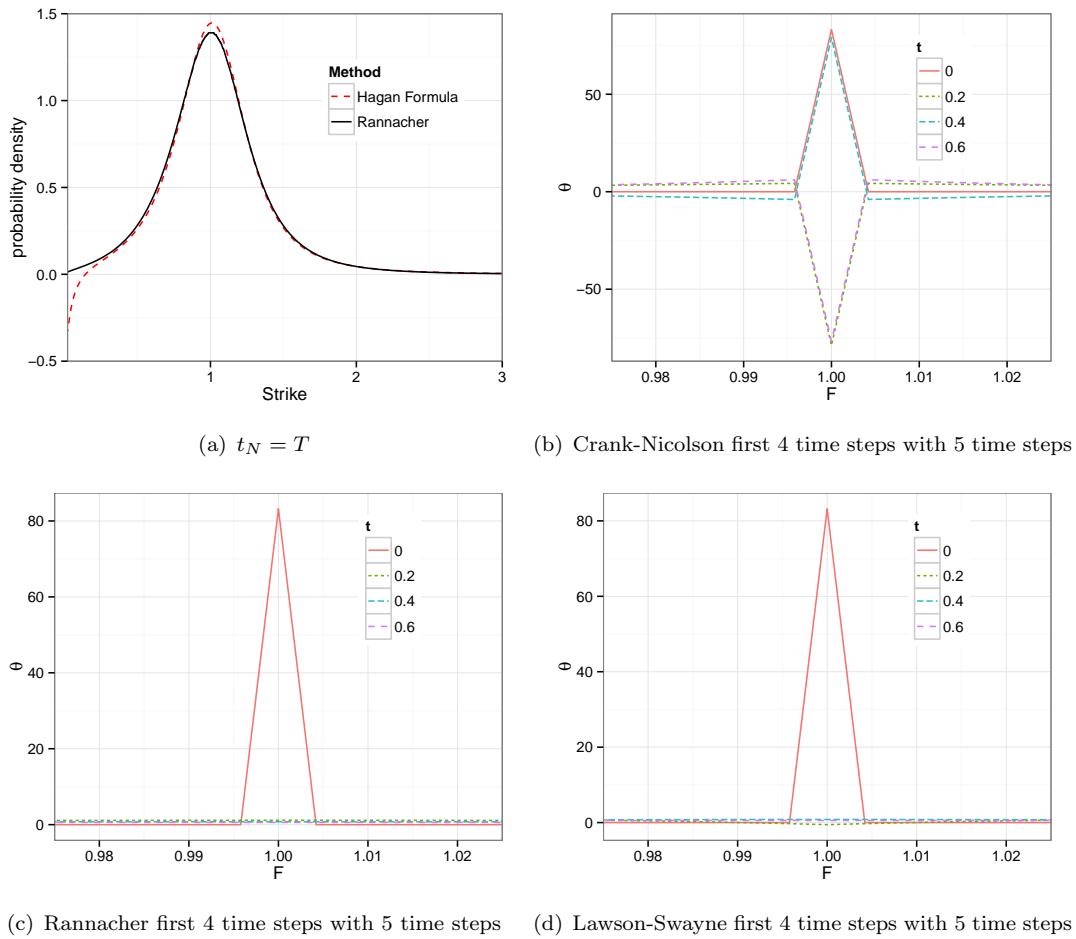 1.5
1.0
0.5
0.0
−0.5
probability density
Method
Hagan Formula
Rannacher
1
2
3
Strike
(a) t_N = T
θ
50
0
−50
t
0
0.2
0.4
0.6
0.98
0.99
1.00
1.01
1.02
F
(b) Crank-Nicolson first 4 time steps with 5 time steps
80
60
40
20
0
θ
t
0
0.2
0.4
0.6
0.98
0.99
1.00
1.01
1.02
F
(c) Rannacher first 4 time steps with 5 time steps
80
60
40
20
0
θ
t
0
0.2
0.4
0.6
0.98
0.99
1.00
1.01
1.02
F
(d) Lawson-Swayne first 4 time steps with 5 time steps